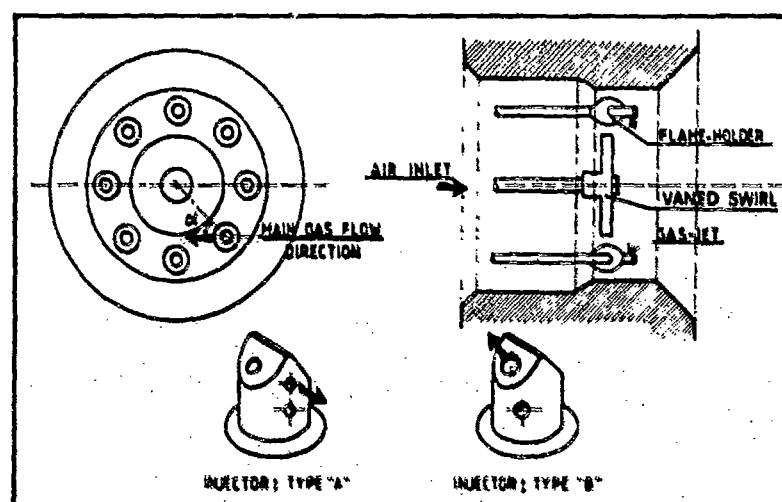 FLAME-HOLDER
AIR INLET
VANED SWIRL
GAS-JET
α
MAIN GAS FLOW
DIRECTION
INJECTOR; TYPE "A"
INJECTOR; TYPE "B"